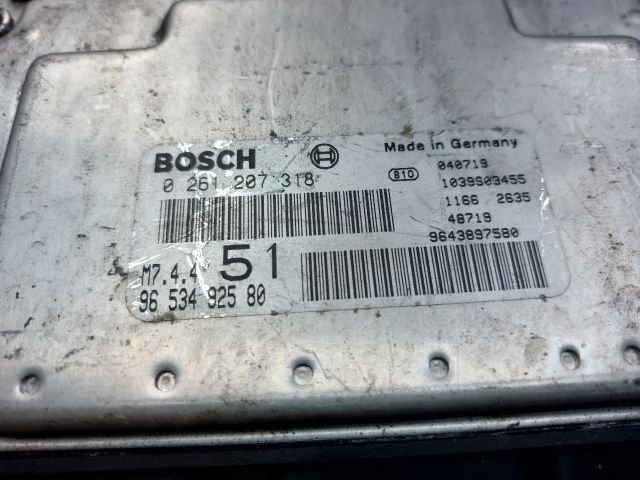 BOSCH
0 261 207 318
M7.4.4 51
96 534 925 80
Made in Germany
810
040719
1039S03455
1166 2635
48719
9643897580